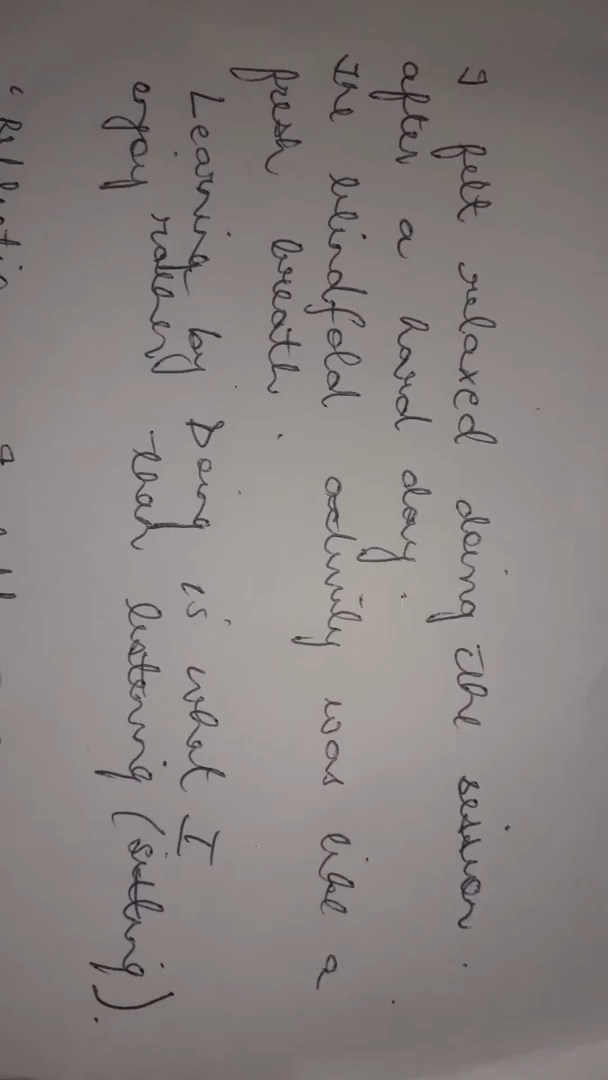 I felt relaxed doing the session.
after a hard day.
The blindfold activity was like a
fresh breath.
Learning by Doing is what I
enjoy rather than listening (sitting).